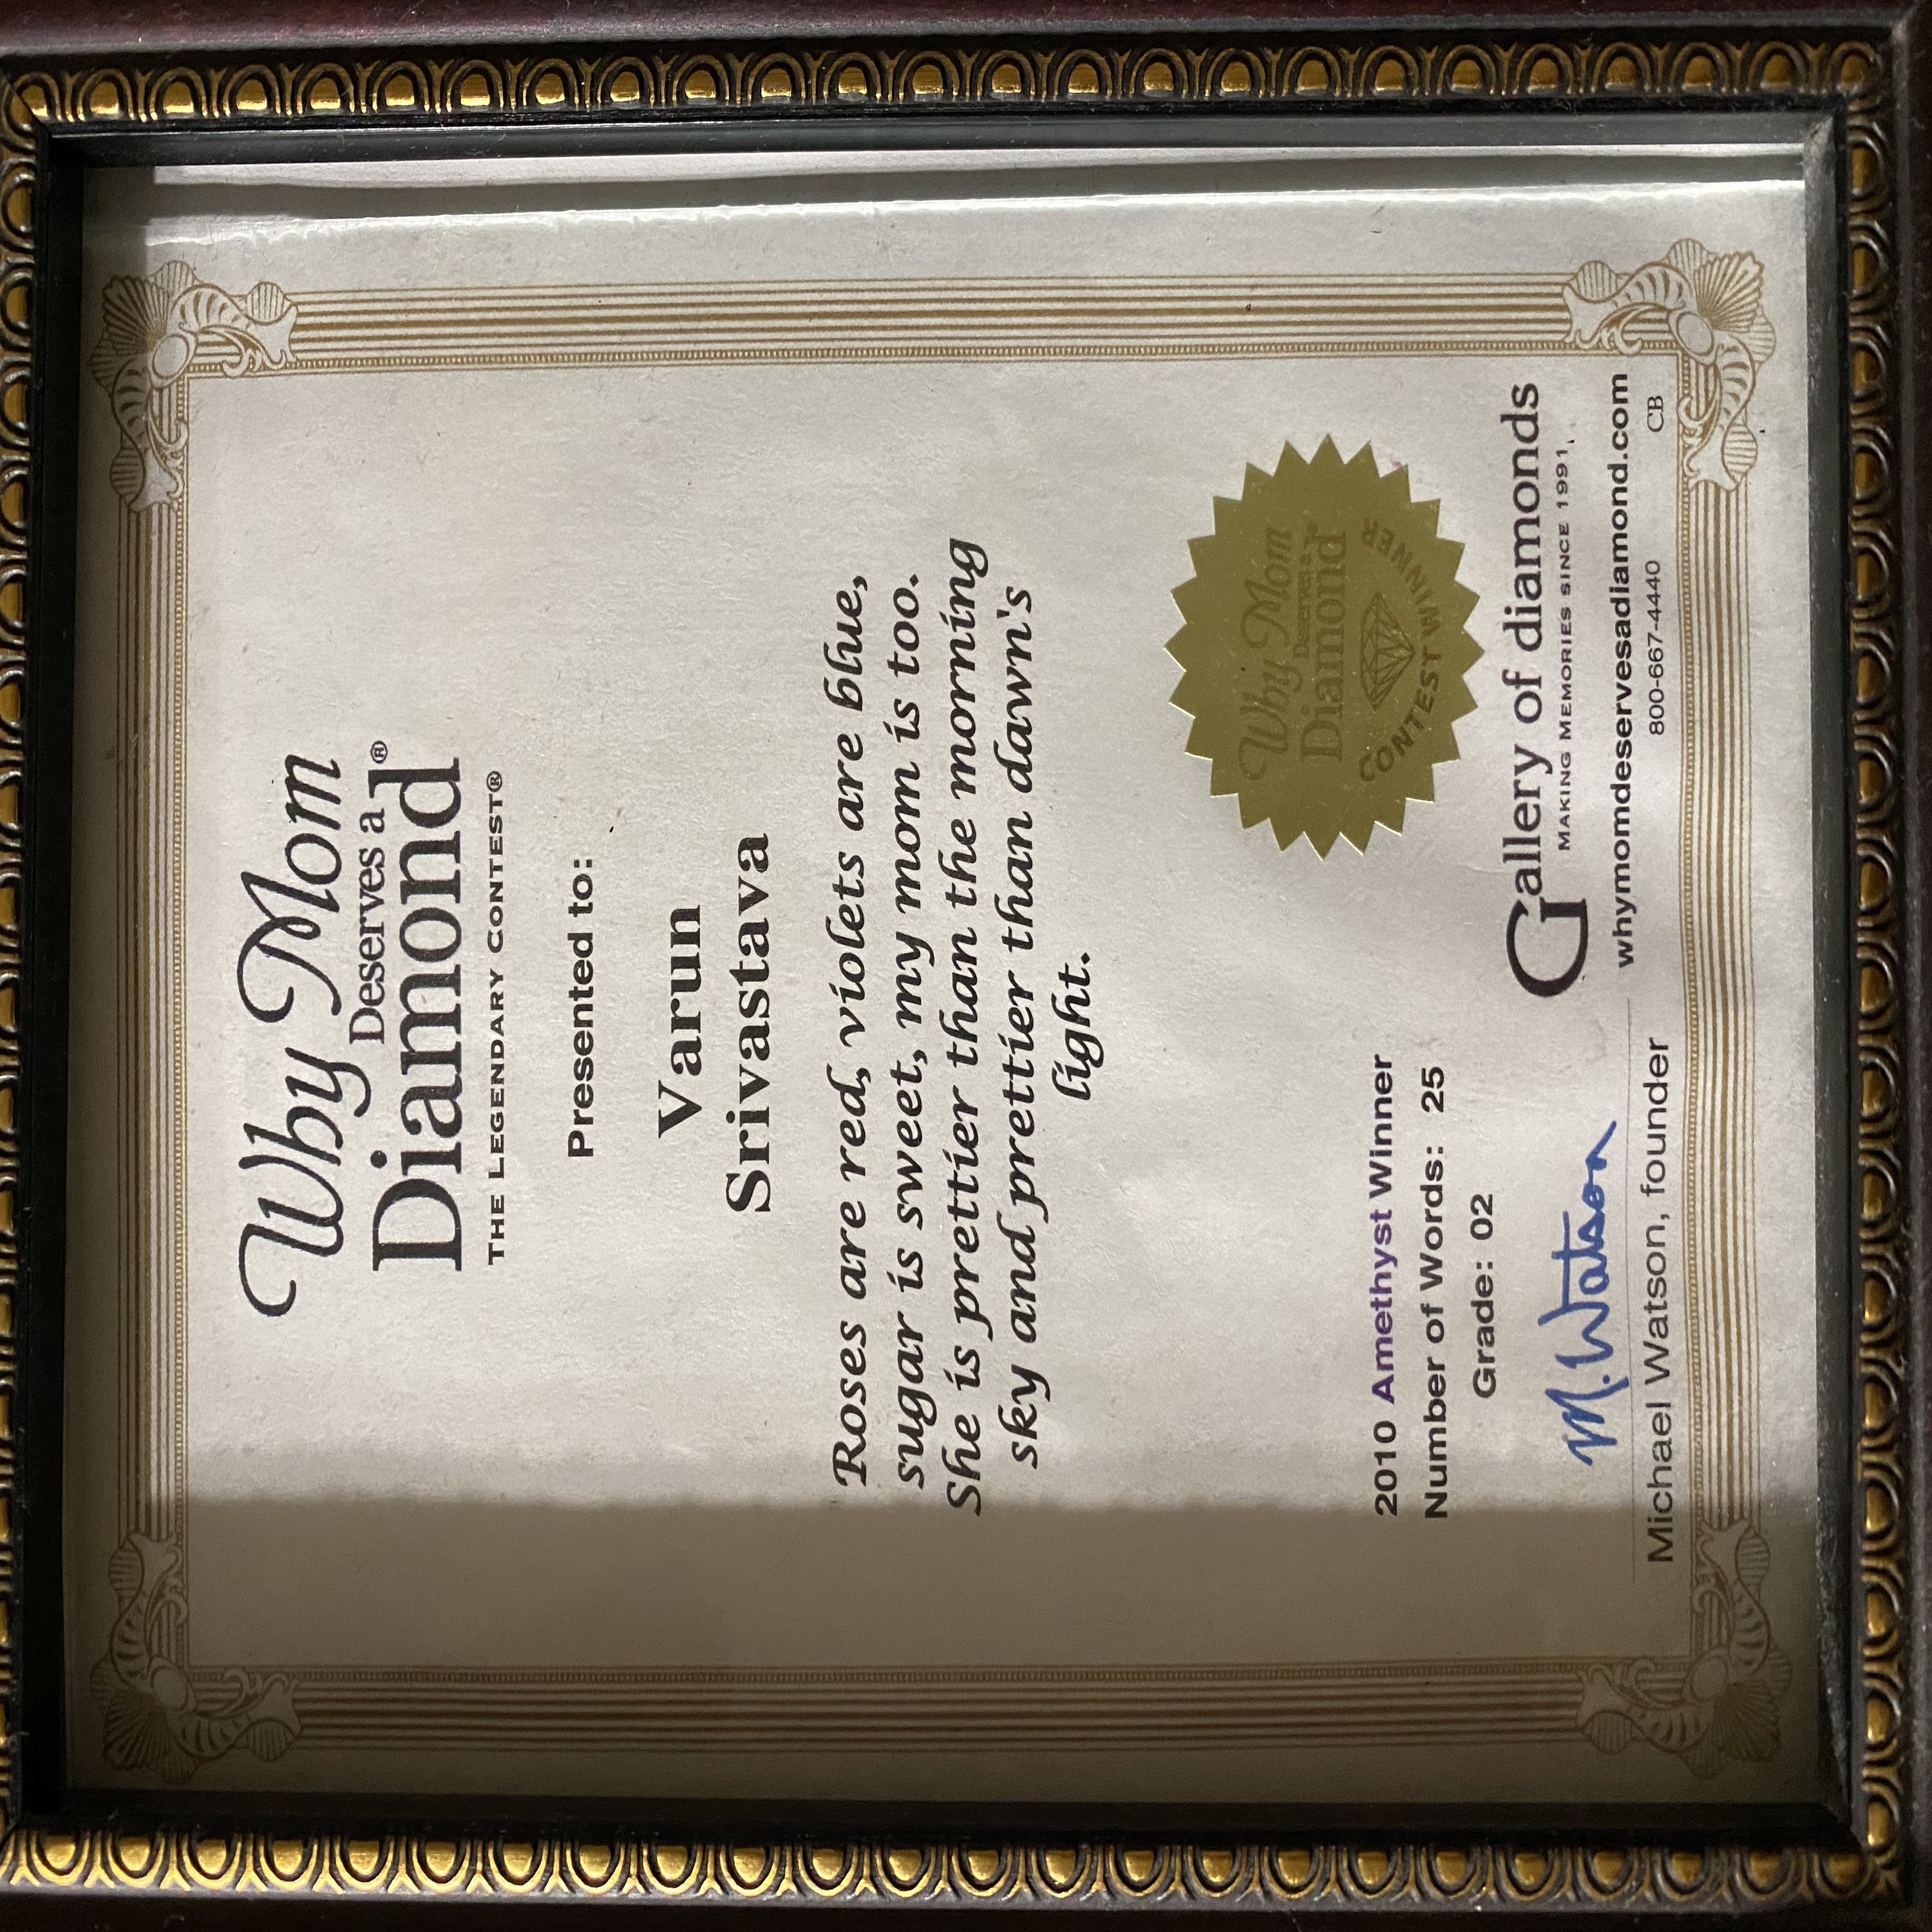 Why Mom
Deserves a
Diamond®
THE LEGENDARY CONTEST®
Presented to:
Varun
Srivastava
Roses are red, violets are blue,
sugar is sweet, my mom is too.
She is prettier than the morning
sky and prettier than dawn's
light.
2010 Amethyst Winner
Number of Words: 25
Grade: 02
M. Watson
Michael Watson, founder
Why Mom
Deserves a
Diamond®
CONTEST WINNER
Gallery of diamonds
MAKING MEMORIES SINCE 1991
whymomdeservesadiamond.com
800-667-4440 CB